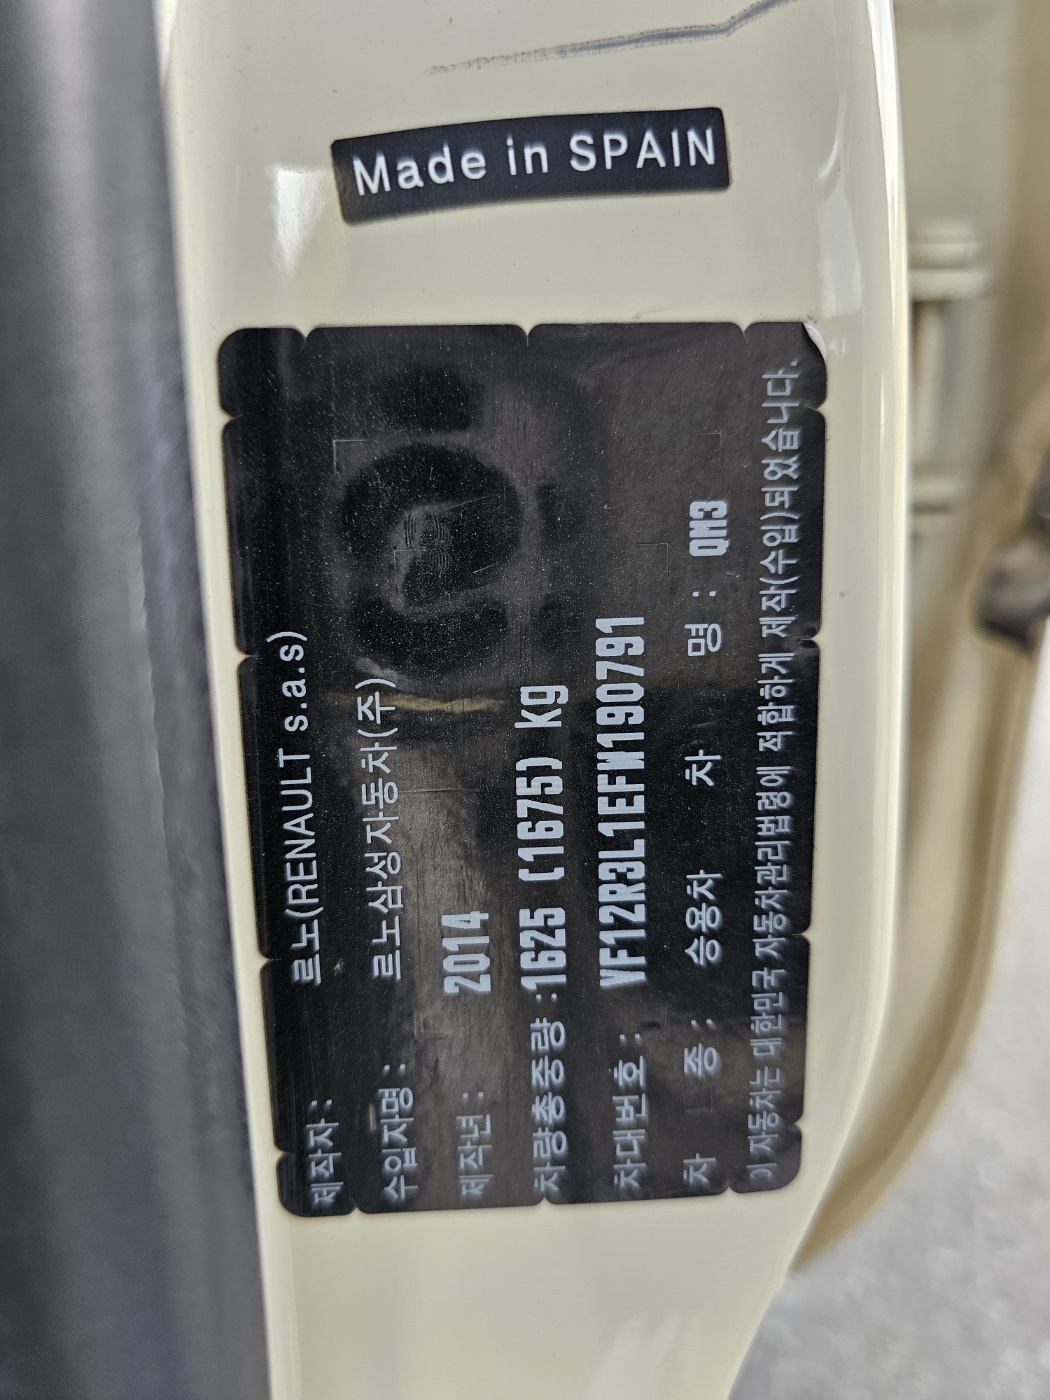 Made in SPAIN
제작자 : 르노(RENAULT s.a.s)
수입자명 : 르노삼성자동차(주)
제작년 : 2014
차량총중량 : 1625 (1675) kg
차대번호 : VF12R3L1EFW190791
차 종 : 승용차 차 명 : QM3
이 자동차는 대한민국 자동차관리법령에 적합하게 제작(수입)되었습니다.